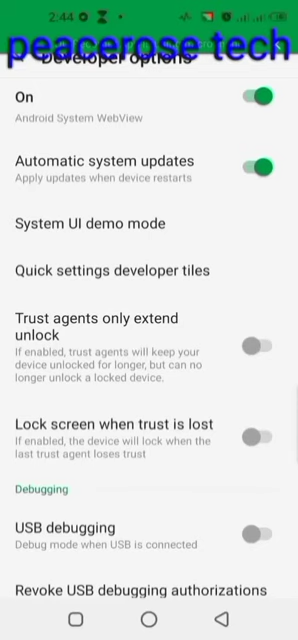 2:44
peacerose tech
Developer options
On
Android System WebView
Automatic system updates
Apply updates when device restarts
System UI demo mode
Quick settings developer tiles
Trust agents only extend
unlock
If enabled, trust agents will keep your
device unlocked for longer, but can no
longer unlock a locked device.
Lock screen when trust is lost
If enabled, the device will lock when the
last trust agent loses trust
Debugging
USB debugging
Debug mode when USB is connected
Revoke USB debugging authorizations